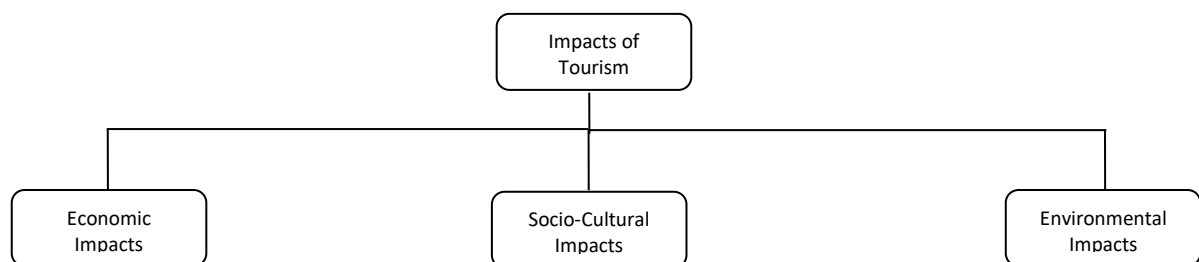 Impacts of
Tourism
Economic
Impacts
Socio-Cultural
Impacts
Environmental
Impacts